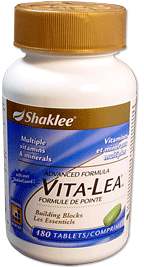 Shaklee
Multiple
vitamins
& minerals
Vitamines
et minéraux
multiples
ADVANCED FORMULA
VITA-LEA
FORMULE DE POINTE
Building Blocks
Les Essentiels
180 TABLETS/COMPRIMÉS